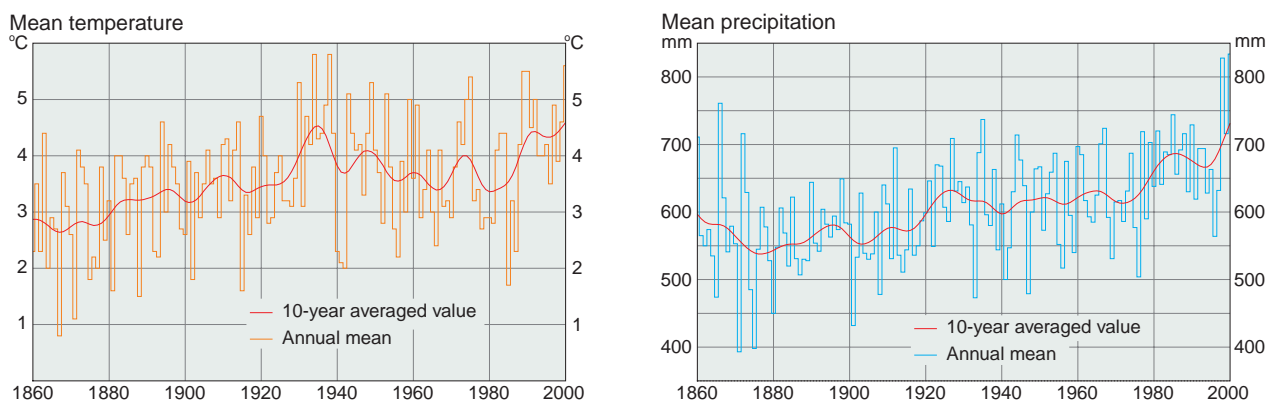 Mean temperature
°C °C
5 5
4 4
3 3
2 2
1 1
10-year averaged value
Annual mean
1860 1880 1900 1920 1940 1960 1980 2000
Mean precipitation
mm mm
800 800
700 700
600 600
500 500
400 400
10-year averaged value
Annual mean
1860 1880 1900 1920 1940 1960 1980 2000